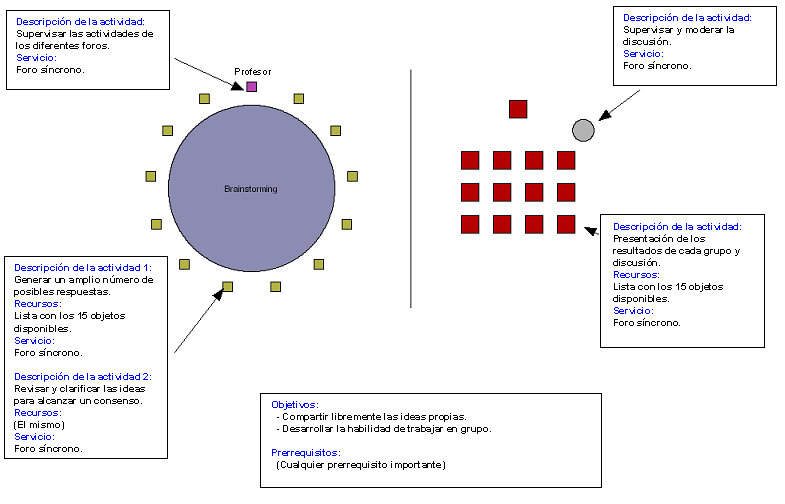 Descripción de la actividad:
Supervisar las actividades de
los diferentes foros.
Servicio:
Foro síncrono.
Profesor
Brainstorming
Descripción de la actividad 1:
Generar un amplio número de
posibles respuestas.
Recursos:
Lista con los 15 objetos
disponibles.
Servicio:
Foro síncrono.
Descripción de la actividad 2:
Revisar y clarificar las ideas
para alcanzar un consenso.
Recursos:
(El mismo)
Servicio:
Foro síncrono.
Descripción de la actividad:
Supervisar y moderar la
discusión.
Servicio:
Foro síncrono.
Descripción de la actividad:
Presentación de los
resultados de cada grupo y
discusión.
Recursos:
Lista con los 15 objetos
disponibles.
Servicio:
Foro síncrono.
Objetivos:
- Compartir libremente las ideas propias.
- Desarrollar la habilidad de trabajar en grupo.
Prerrequisitos:
(Cualquier prerrequisito importante)